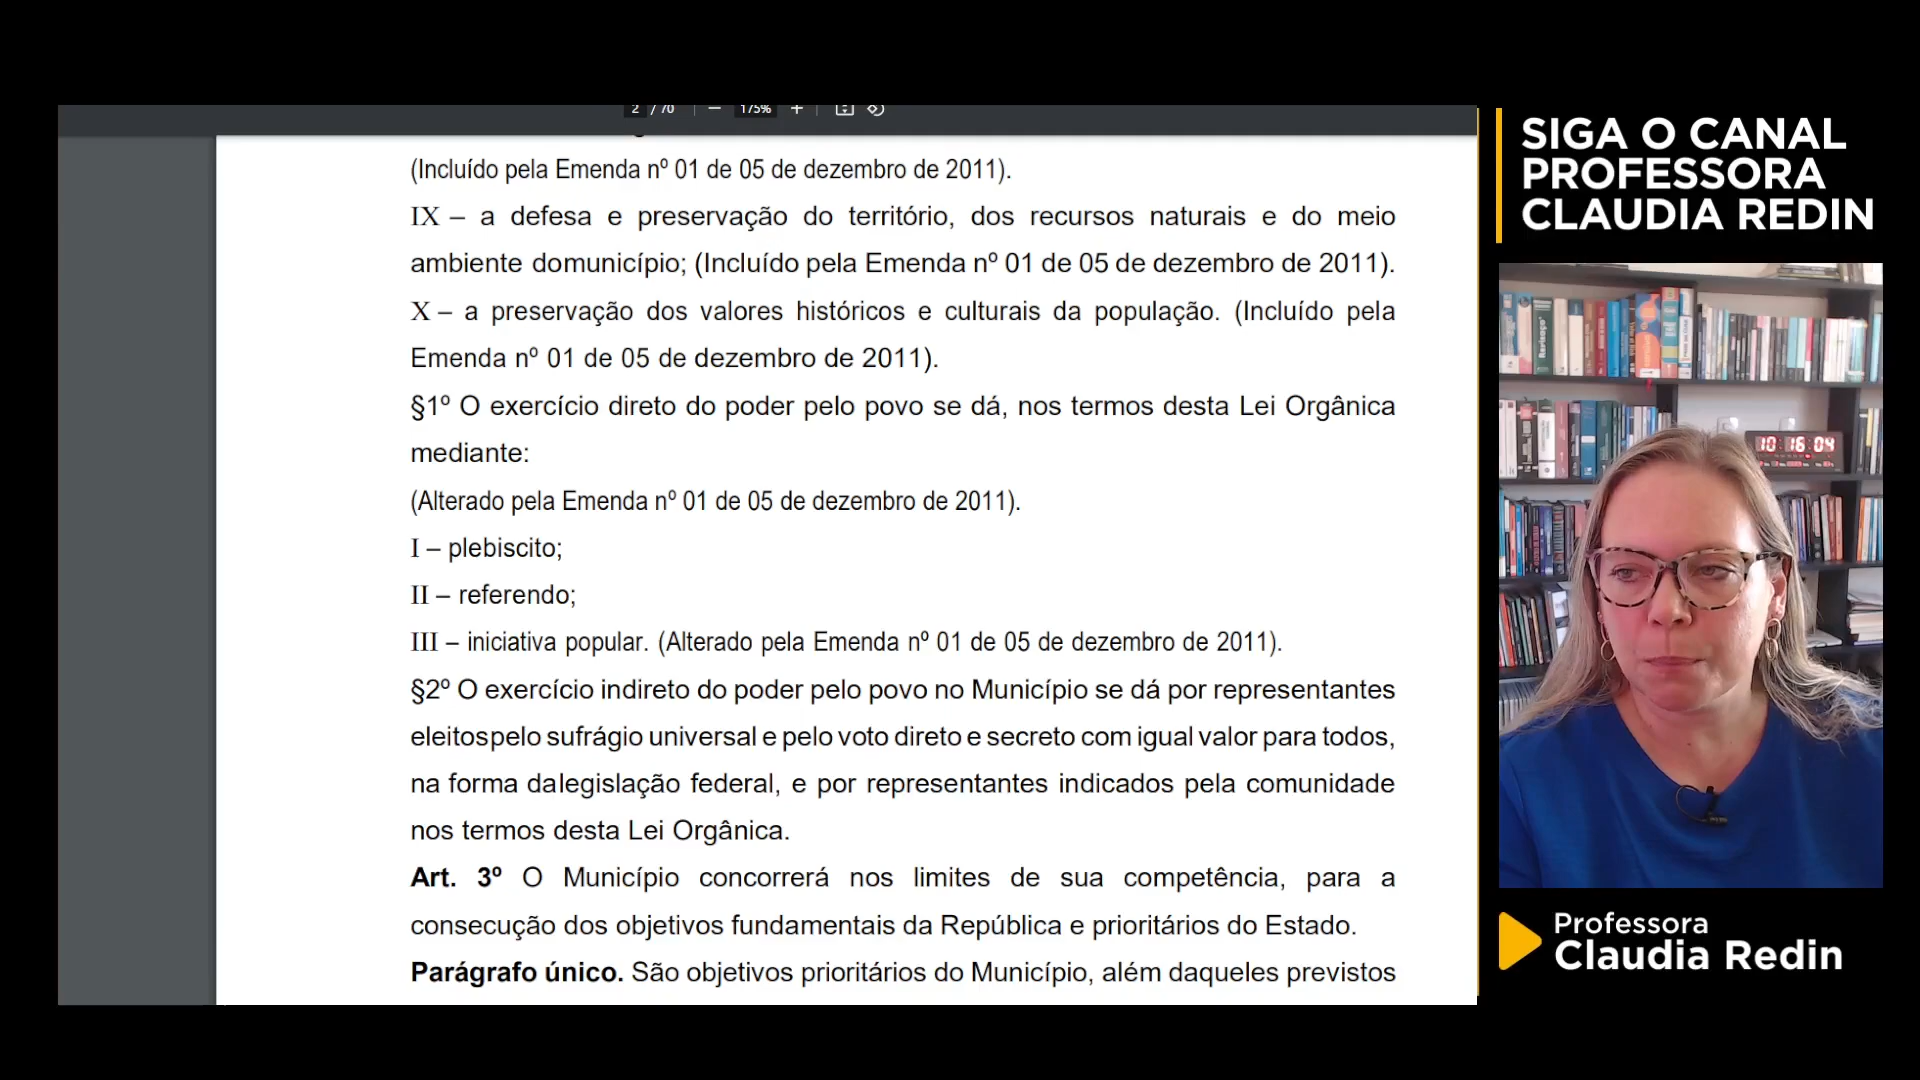 2 / 70 — 175% +
(Incluído pela Emenda nº 01 de 05 de dezembro de 2011).
IX – a defesa e preservação do território, dos recursos naturais e do meio
ambiente domunicípio; (Incluído pela Emenda nº 01 de 05 de dezembro de 2011).
X – a preservação dos valores históricos e culturais da população. (Incluído pela
Emenda nº 01 de 05 de dezembro de 2011).
§1º O exercício direto do poder pelo povo se dá, nos termos desta Lei Orgânica
mediante:
(Alterado pela Emenda nº 01 de 05 de dezembro de 2011).
I – plebiscito;
II – referendo;
III – iniciativa popular. (Alterado pela Emenda nº 01 de 05 de dezembro de 2011).
§2º O exercício indireto do poder pelo povo no Município se dá por representantes
eleitospelo sufrágio universal e pelo voto direto e secreto com igual valor para todos,
na forma dalegislação federal, e por representantes indicados pela comunidade
nos termos desta Lei Orgânica.
Art. 3º O Município concorrerá nos limites de sua competência, para a
consecução dos objetivos fundamentais da República e prioritários do Estado.
Parágrafo único. São objetivos prioritários do Município, além daqueles previstos
SIGA O CANAL
PROFESSORA
CLAUDIA REDIN
10:16:04
Professora
Claudia Redin